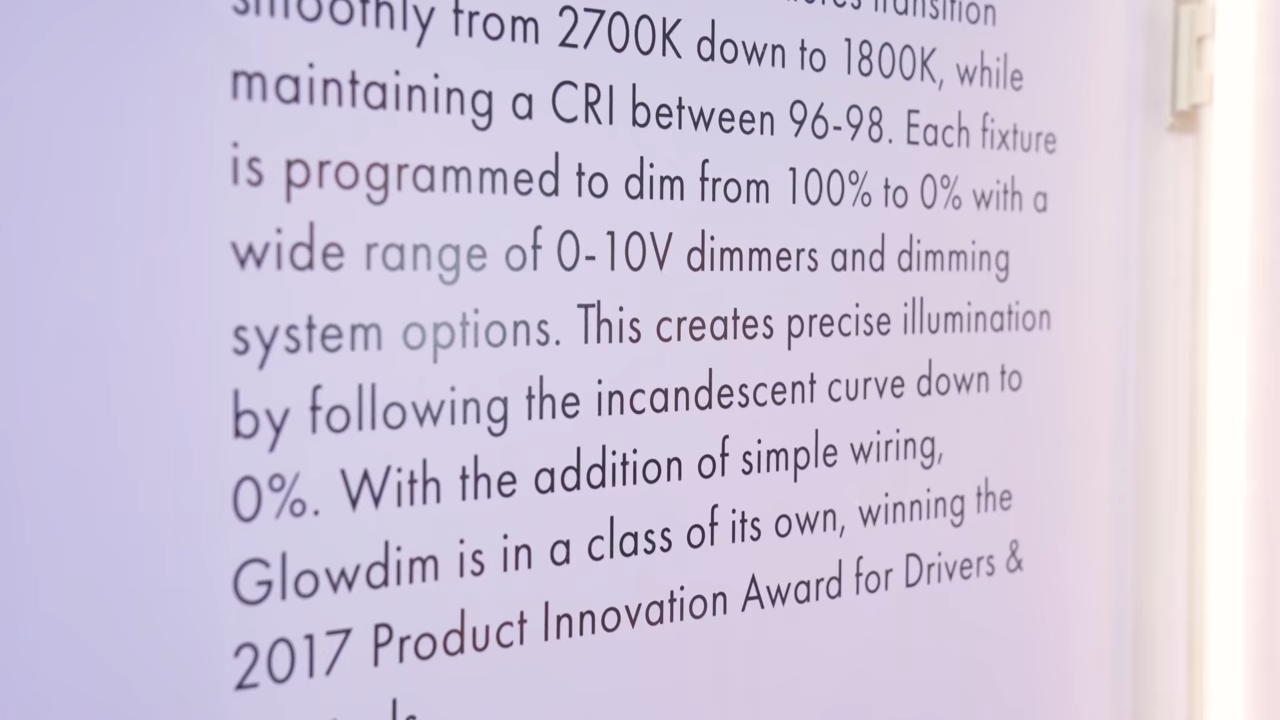 transition
smoothly from 2700K down to 1800K, while
maintaining a CRI between 96-98. Each fixture
is programmed to dim from 100% to 0% with a
wide range of 0-10V dimmers and dimming
system options. This creates precise illumination
by following the incandescent curve down to
0%. With the addition of simple wiring,
Glowdim is in a class of its own, winning the
2017 Product Innovation Award for Drivers &